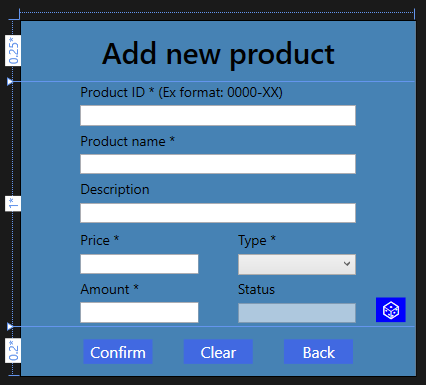 0.25*
Add new product
Product ID * (Ex format: 0000-XX)
Product name *
Description
1*
Price *
Type *
Amount *
Status
0.2*
Confirm
Clear
Back